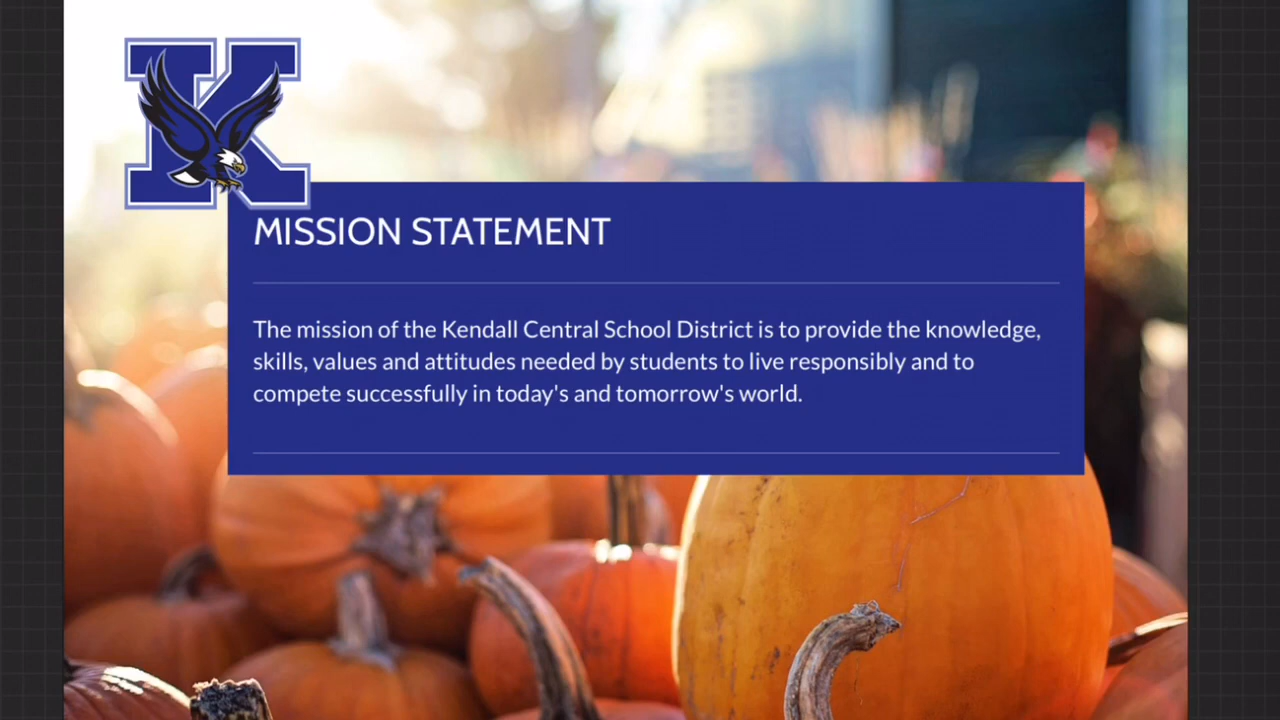 K
MISSION STATEMENT
The mission of the Kendall Central School District is to provide the knowledge,
skills, values and attitudes needed by students to live responsibly and to
compete successfully in today's and tomorrow's world.